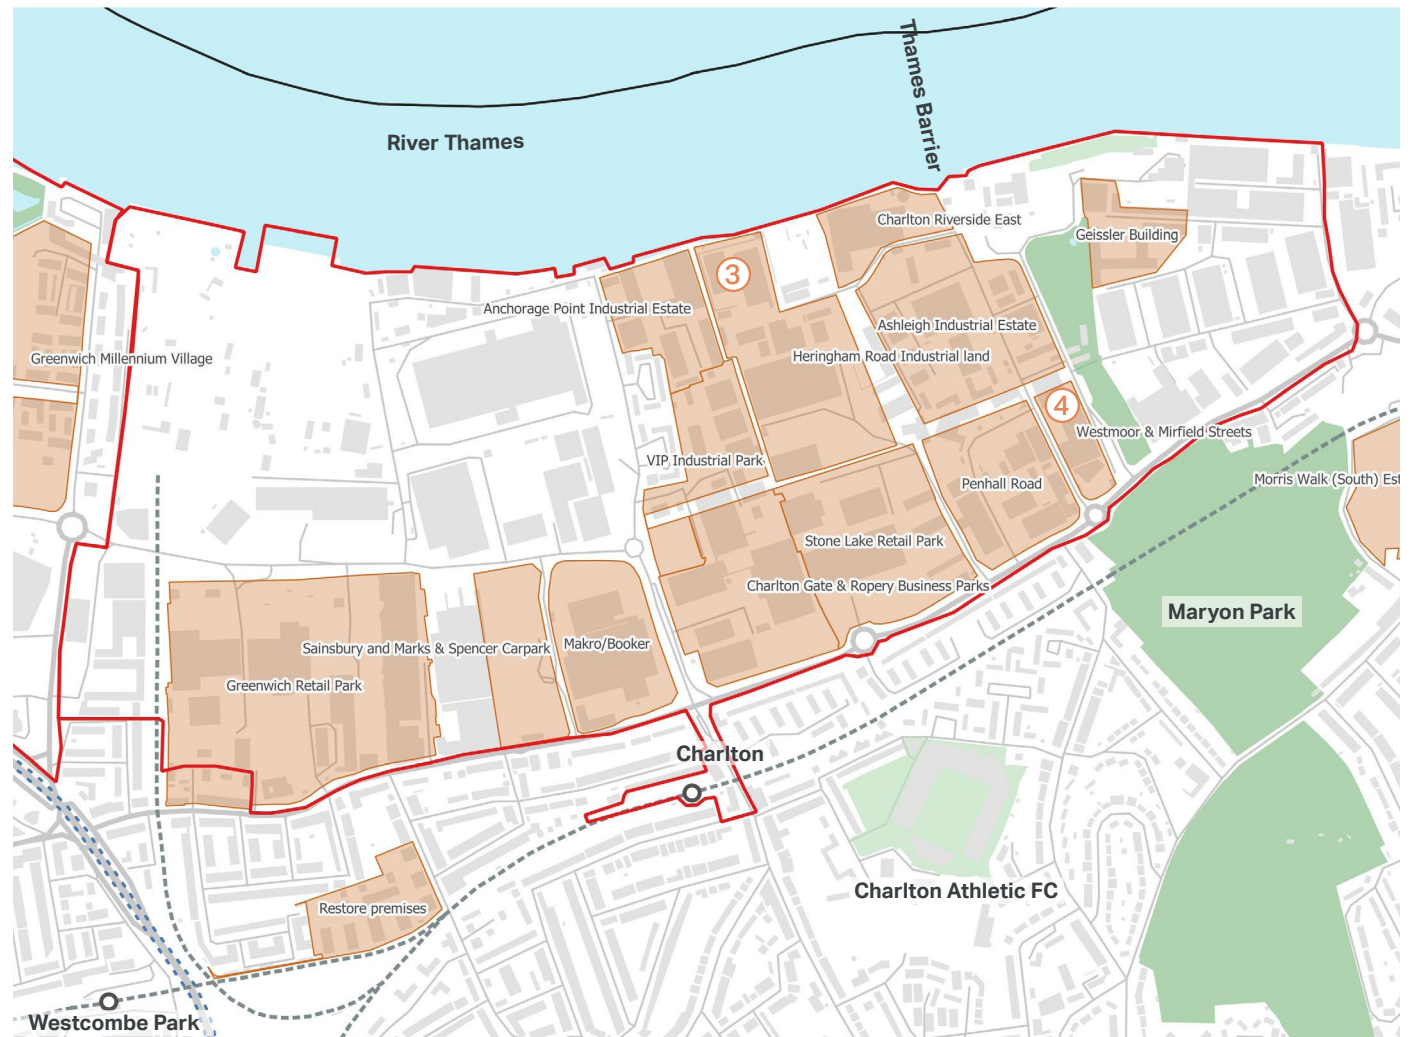 Thames Barrier
River Thames
Charlton Riverside East
Geissler Building
3
Anchorage Point Industrial Estate
Ashleigh Industrial Estate
Greenwich Millennium Village
Heringham Road Industrial land
4
Westmoor & Mirfield Streets
VIP Industrial Park
Penhall Road
Morris Walk (South) Est
Stone Lake Retail Park
Charlton Gate & Ropery Business Parks
Maryon Park
Sainsbury and Marks & Spencer Carpark
Makro/Booker
Greenwich Retail Park
Charlton
Charlton Athletic FC
Restore premises
Westcombe Park